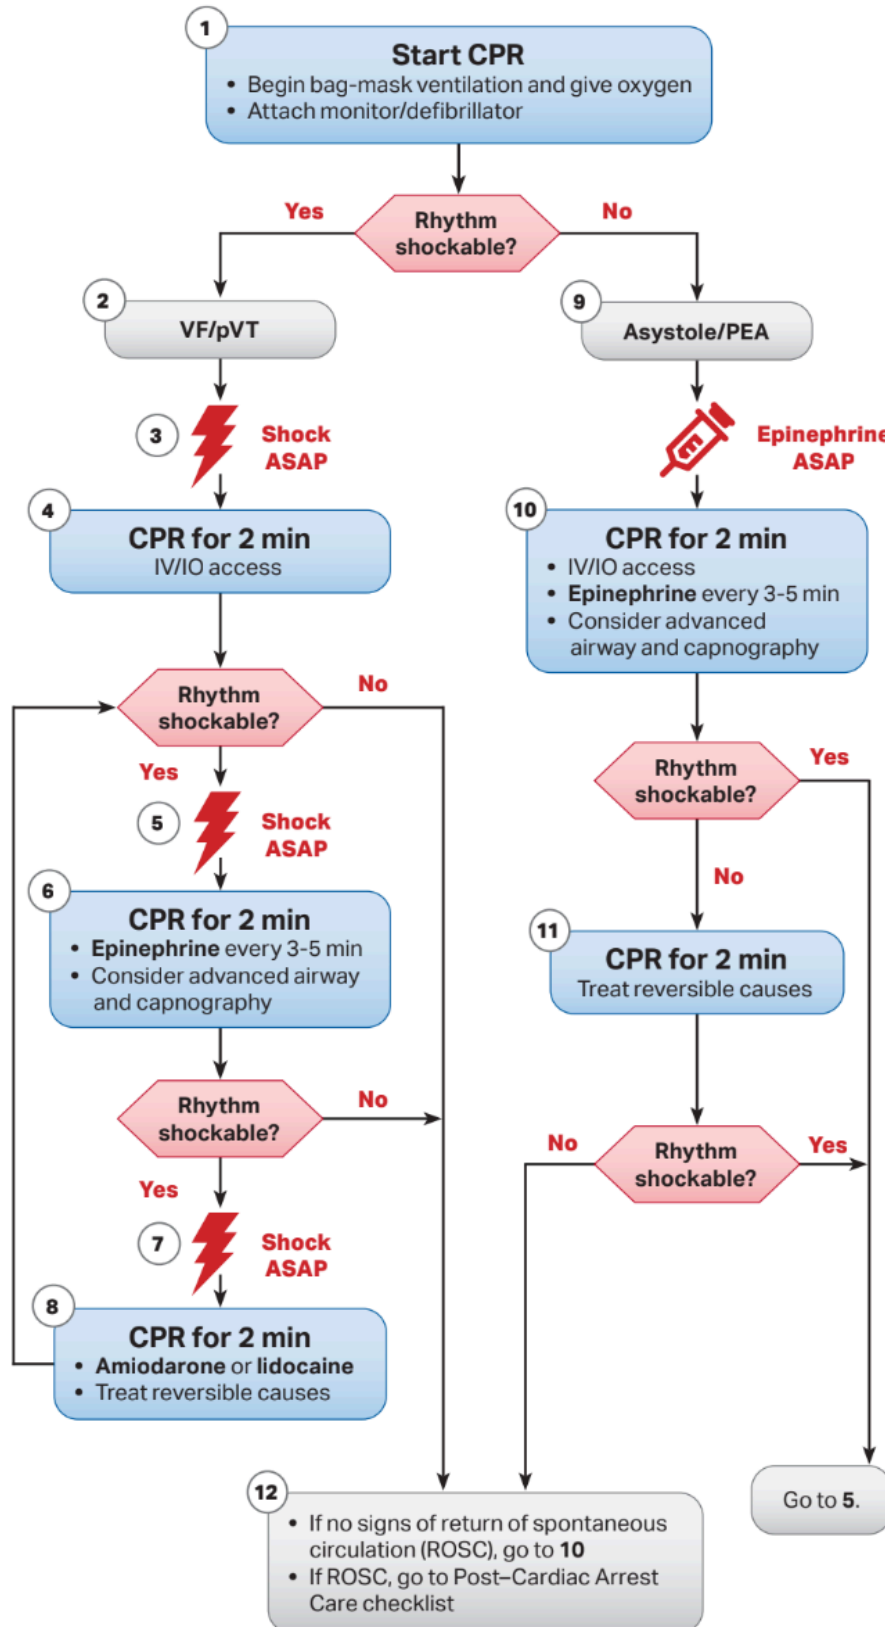 1
Start CPR
• Begin bag-mask ventilation and give oxygen
• Attach monitor/defibrillator
Rhythm
shockable?
Yes
No
2
VF/pVT
3
Shock
ASAP
4
CPR for 2 min
IV/IO access
Rhythm
shockable?
No
Yes
5
Shock
ASAP
6
CPR for 2 min
• Epinephrine every 3-5 min
• Consider advanced airway
and capnography
Rhythm
shockable?
No
Yes
7
Shock
ASAP
8
CPR for 2 min
• Amiodarone or lidocaine
• Treat reversible causes
9
Asystole/PEA
Epinephrine
ASAP
10
CPR for 2 min
• IV/IO access
• Epinephrine every 3-5 min
• Consider advanced
airway and capnography
Rhythm
shockable?
Yes
No
11
CPR for 2 min
Treat reversible causes
Rhythm
shockable?
No
Yes
12
• If no signs of return of spontaneous
circulation (ROSC), go to 10
• If ROSC, go to Post–Cardiac Arrest
Care checklist
Go to 5.